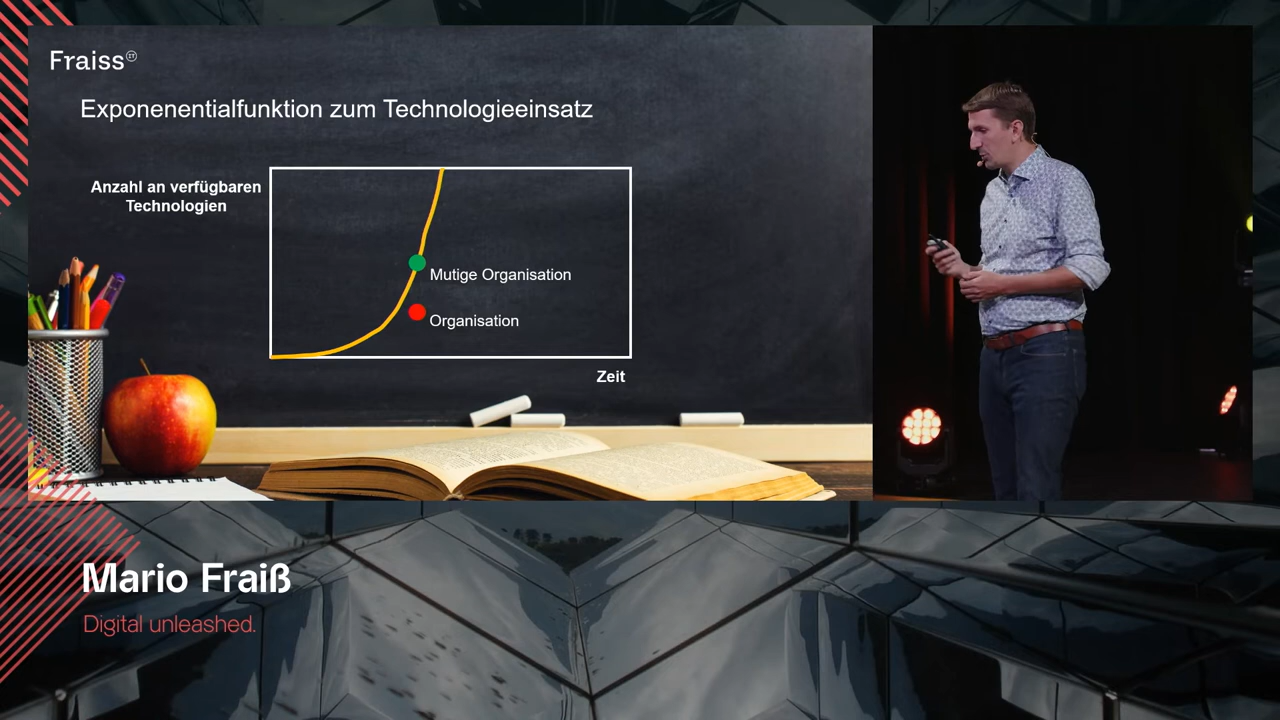 Fraiss
Exponenentialfunktion zum Technologieeinsatz
Anzahl an verfügbaren
Technologien
Mutige Organisation
Organisation
Zeit
Mario Fraiß
Digital unleashed.